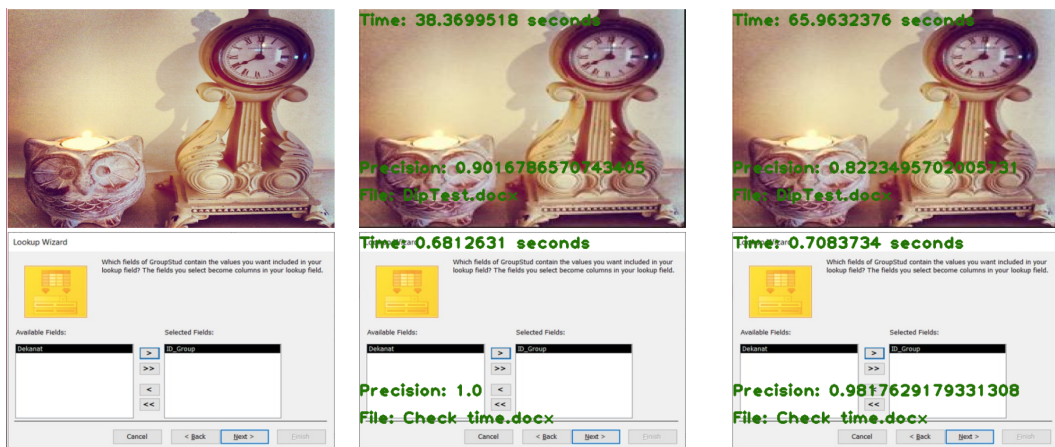 Time: 38.3699518 seconds
Time: 65.9632376 seconds
Precision: 0.9016786570743405
Precision: 0.8223495702005731
File: DipTest.docx
File: DipTest.docx
Lookup Wizard
Which fields of GroupStud contain the values you want included in your
lookup field? The fields you select become columns in your lookup field.
Available Fields:
Selected Fields:
Dekanat
ID_Group
>
>>
<
<<
Cancel
< Back
Next >
Finish
Time: 0.6812631 seconds
Which fields of GroupStud contain the values you want included in your
lookup field? The fields you select become columns in your lookup field.
Available Fields:
Selected Fields:
Dekanat
ID_Group
>
>>
Precision: 1.0
<
<<
File: Check time.docx
Cancel
< Back
Next >
Finish
Time: 0.7083734 seconds
Which fields of GroupStud contain the values you want included in your
lookup field? The fields you select become columns in your lookup field.
Available Fields:
Selected Fields:
Dekanat
ID_Group
>
>>
Precision: 0.9817629179331308
<<
File: Check time.docx
Cancel
< Back
Next >
Finish